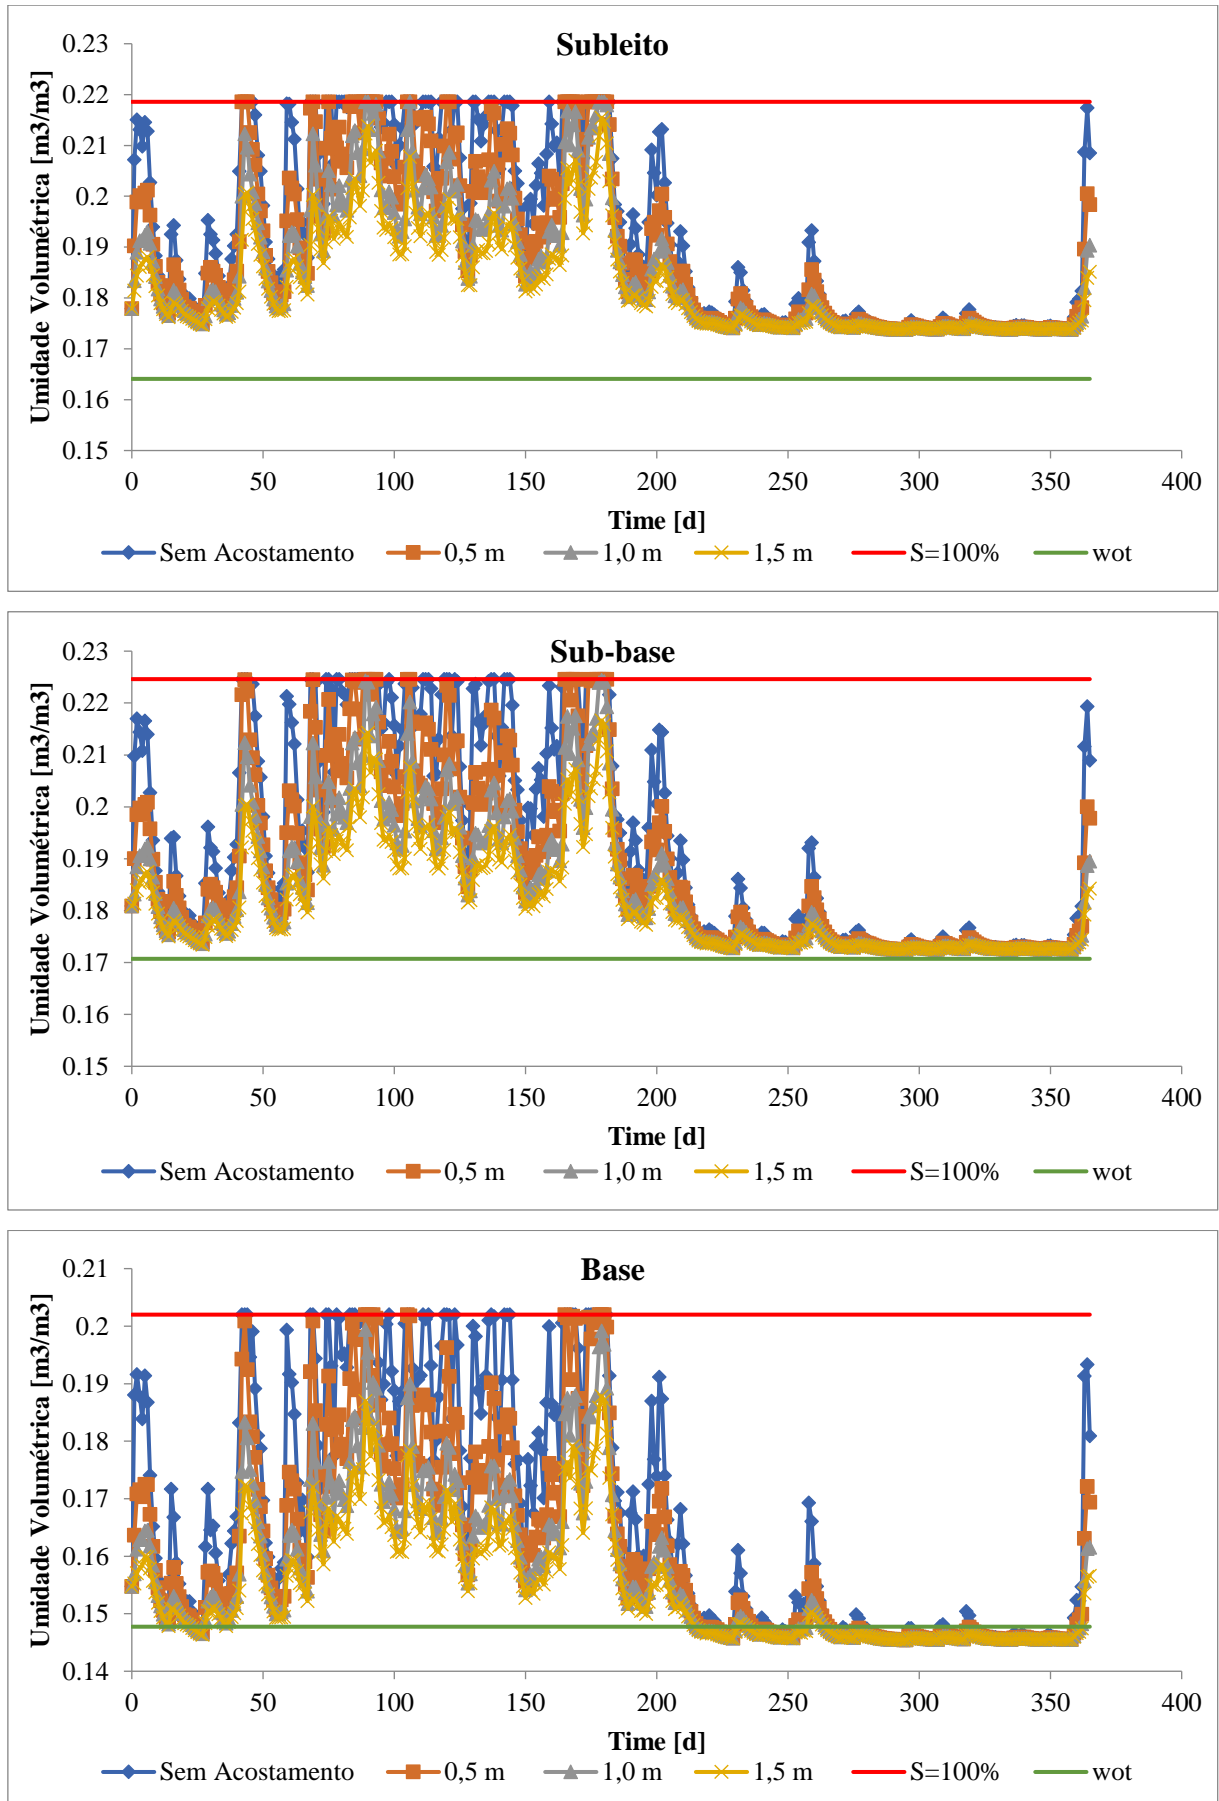 Subleito
Umidade Volumétrica [m3/m3]
0.23
0.22
0.21
0.2
0.19
0.18
0.17
0.16
0.15
0 50 100 150 200 250 300 350 400
Time [d]
Sem Acostamento 0,5 m 1,0 m 1,5 m S=100% wot
Sub-base
Umidade Volumétrica [m3/m3]
0.23
0.22
0.21
0.2
0.19
0.18
0.17
0.16
0.15
0 50 100 150 200 250 300 350 400
Time [d]
Sem Acostamento 0,5 m 1,0 m 1,5 m S=100% wot
Base
Umidade Volumétrica [m3/m3]
0.21
0.2
0.19
0.18
0.17
0.16
0.15
0.14
0 50 100 150 200 250 300 350 400
Time [d]
Sem Acostamento 0,5 m 1,0 m 1,5 m S=100% wot